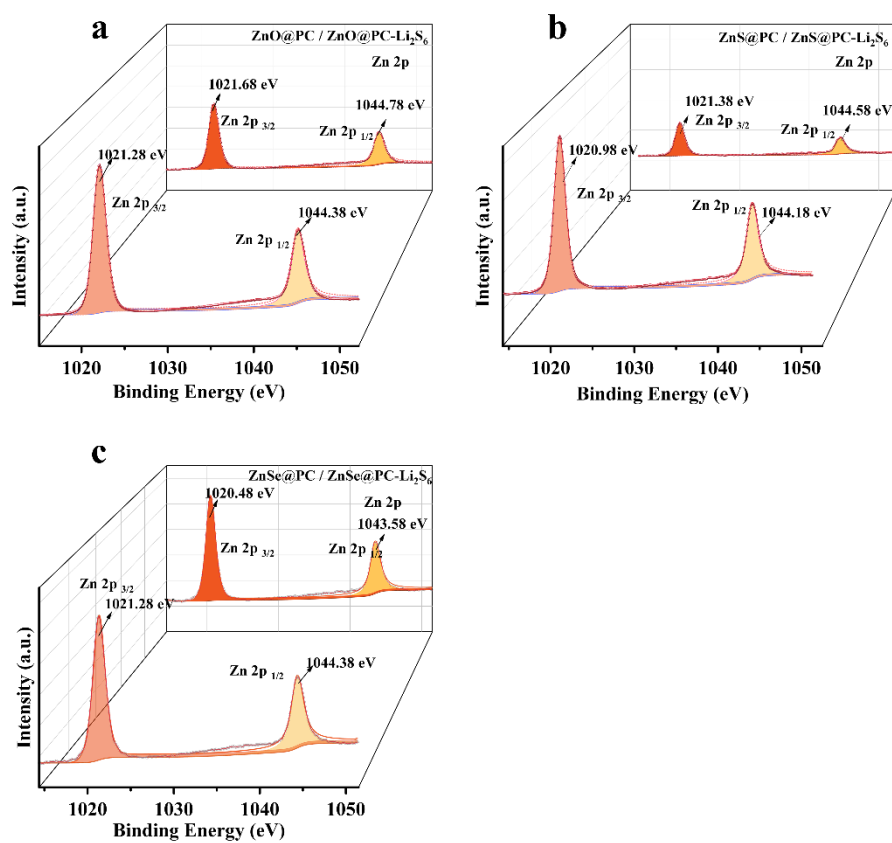 a
ZnO@PC / ZnO@PC-Li₂S₆
Zn 2p
1021.68 eV
1044.78 eV
Zn 2p 3/2
Zn 2p 1/2
1021.28 eV
Zn 2p 3/2
1044.38 eV
Zn 2p 1/2
Intensity (a.u.)
1020 1030 1040 1050
Binding Energy (eV)
b
ZnS@PC / ZnS@PC-Li₂S₆
Zn 2p
1021.38 eV
1044.58 eV
Zn 2p 3/2
Zn 2p 1/2
1020.98 eV
Zn 2p 3/2
Zn 2p 1/2
1044.18 eV
Intensity (a.u.)
1020 1030 1040 1050
Binding Energy (eV)
c
ZnSe@PC / ZnSe@PC-Li₂S₆
1020.48 eV
Zn 2p
1043.58 eV
Zn 2p 3/2
Zn 2p 1/2
Zn 2p 3/2
1021.28 eV
Zn 2p 1/2
1044.38 eV
Intensity (a.u.)
1020 1030 1040 1050
Binding Energy (eV)